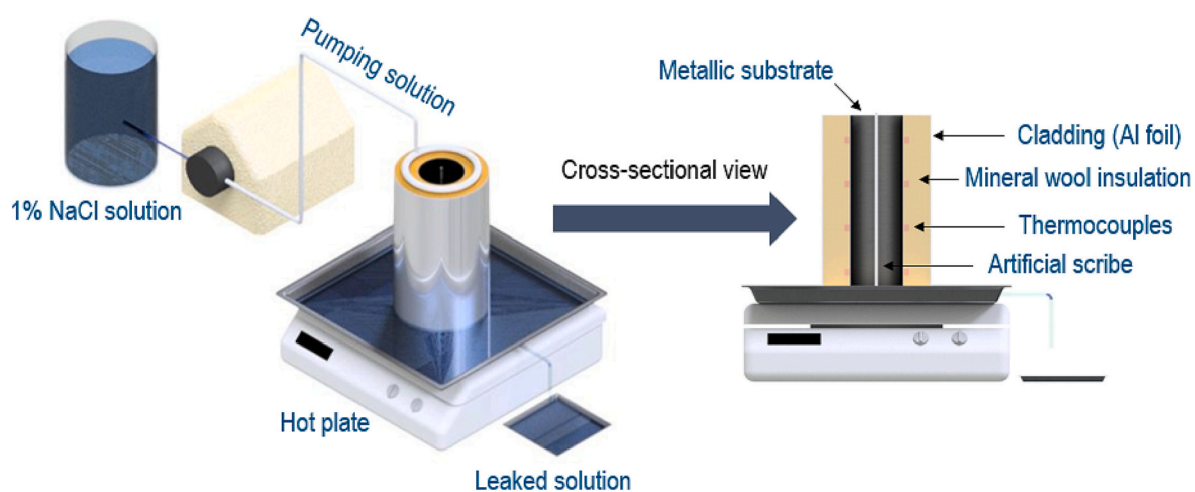 Pumping solution
1% NaCl solution
Hot plate
Leaked solution
Cross-sectional view
Metallic substrate
Cladding (Al foil)
Mineral wool insulation
Thermocouples
Artificial scribe